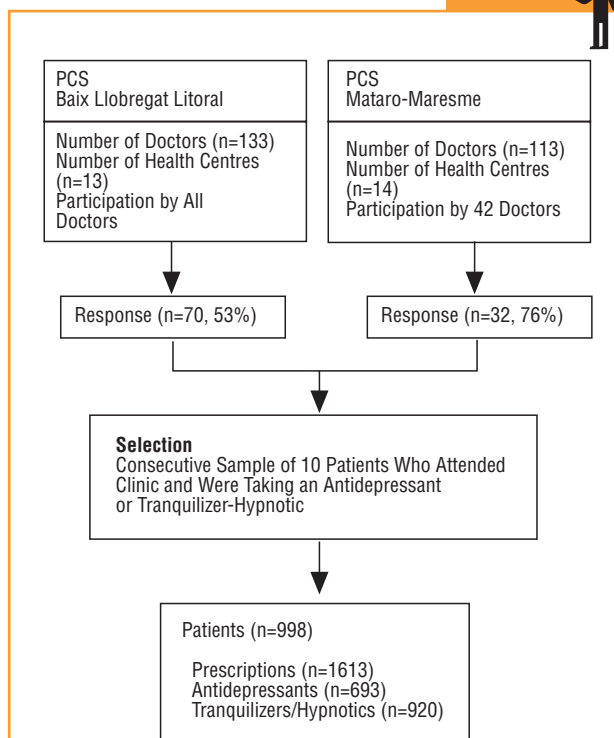 PCS
Baix Llobregat Litoral
Number of Doctors (n=133)
Number of Health Centres
(n=13)
Participation by All
Doctors
PCS
Mataro-Maresme
Number of Doctors (n=113)
Number of Health Centres
(n=14)
Participation by 42 Doctors
Response (n=70, 53%)
Response (n=32, 76%)
Selection
Consecutive Sample of 10 Patients Who Attended
Clinic and Were Taking an Antidepressant
or Tranquilizer-Hypnotic
Patients (n=998)
Prescriptions (n=1613)
Antidepressants (n=693)
Tranquilizers/Hypnotics (n=920)